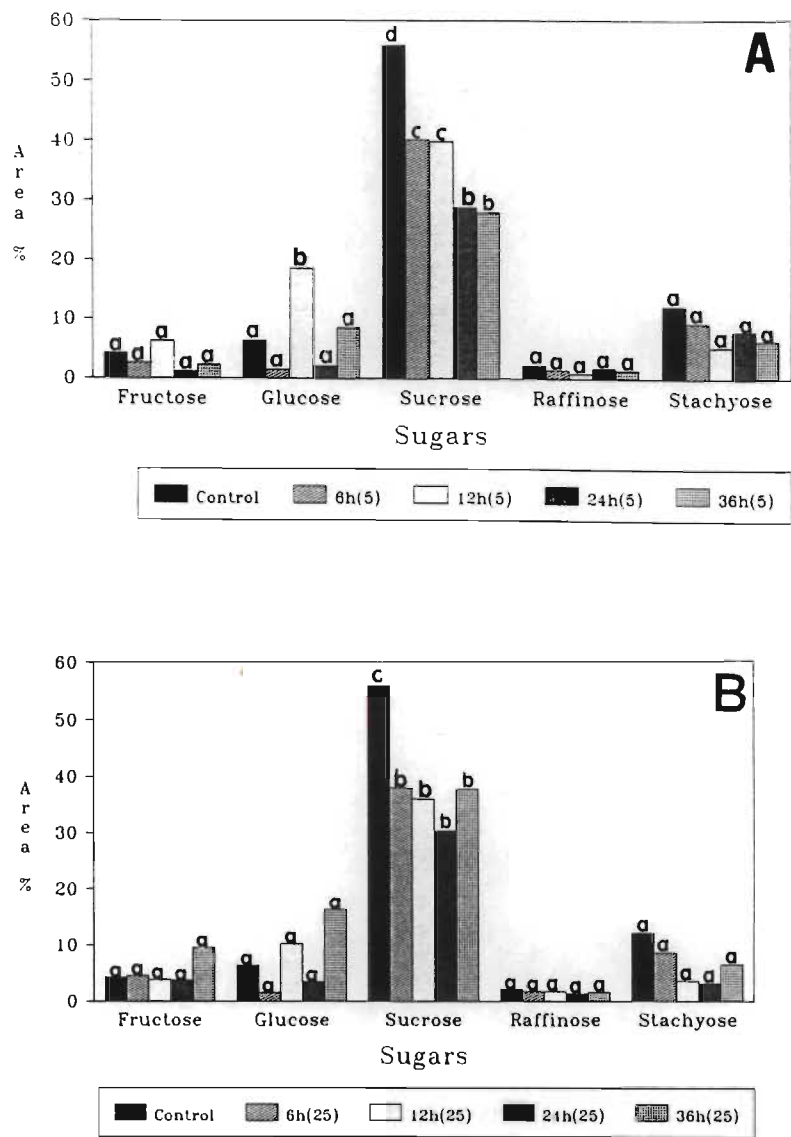 A
60
50
40
30
20
10
0
Area %
d
c c
b b
b
a a a a a
a a a a
a a a a a
a a a a a
Fructose Glucose Sucrose Raffinose Stachyose
Sugars
Control 6h(5) 12h(5) 24h(5) 36h(5)
B
60
50
40
30
20
10
0
Area %
c
b b b b
a a a a a
a a a a a
a a a a a
a a a a a
Fructose Glucose Sucrose Raffinose Stachyose
Sugars
Control 6h(25) 12h(25) 24h(25) 36h(25)